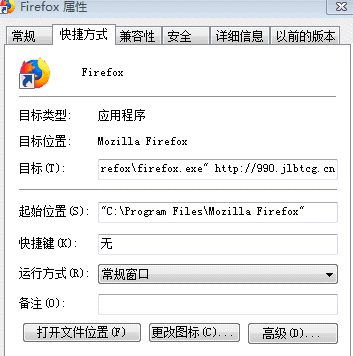 Firefox 属性
常规 快捷方式 兼容性 安全 详细信息 以前的版本
Firefox
目标类型: 应用程序
目标位置: Mozilla Firefox
目标(T): refox\firefox.exe" http://990.jlbtcg.cn
起始位置(S): "C:\Program Files\Mozilla Firefox"
快捷键(K): 无
运行方式(R): 常规窗口
备注(O):
打开文件位置(F) 更改图标(C)... 高级(D)...